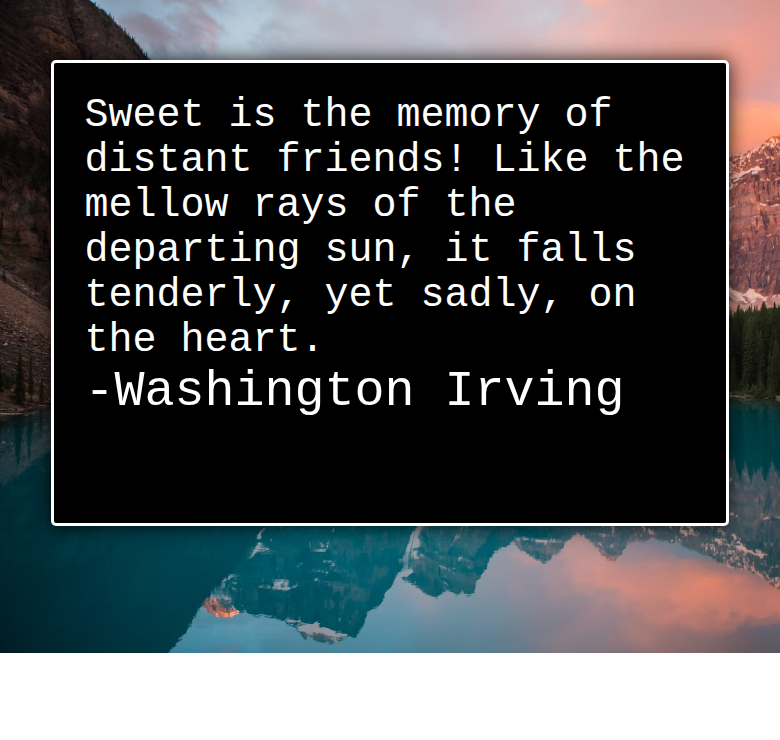 Sweet is the memory of
distant friends! Like the
mellow rays of the
departing sun, it falls
tenderly, yet sadly, on
the heart.
-Washington Irving